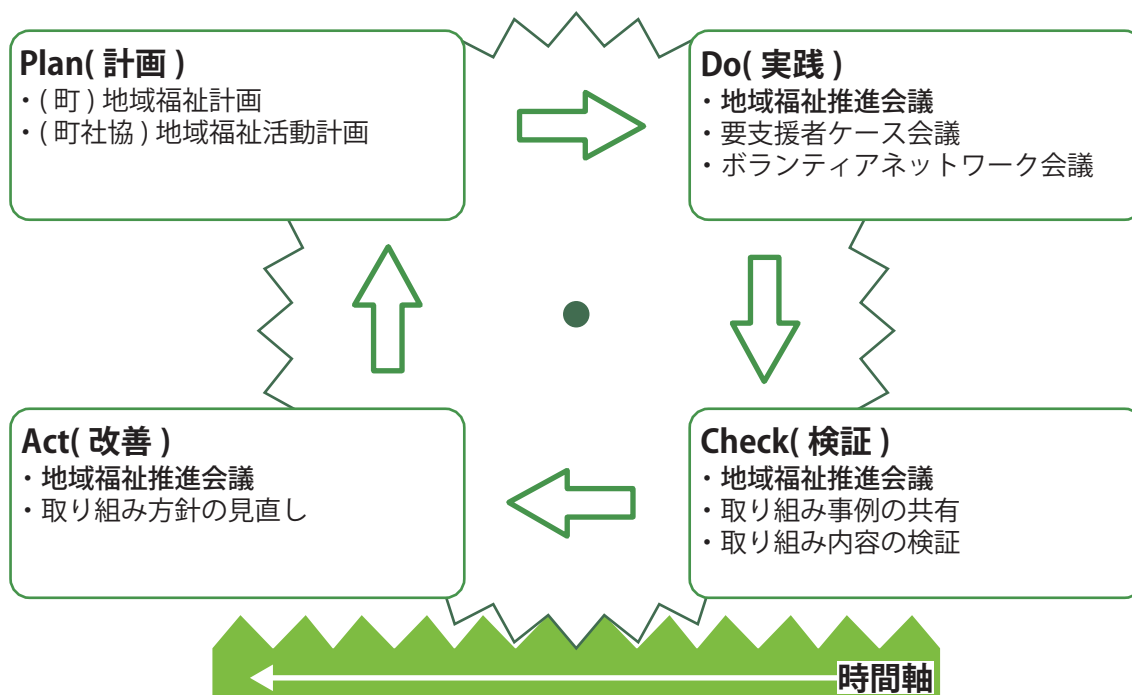 Plan( 計画 )
・( 町 ) 地域福祉計画
・( 町社協 ) 地域福祉活動計画
Do( 実践 )
・地域福祉推進会議
・要支援者ケース会議
・ボランティアネットワーク会議
Act( 改善 )
・地域福祉推進会議
・取り組み方針の見直し
Check( 検証 )
・地域福祉推進会議
・取り組み事例の共有
・取り組み内容の検証
時間軸